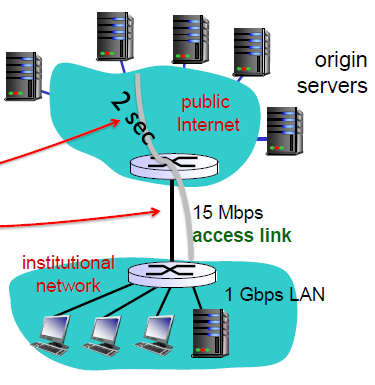 origin
servers
public
Internet
2 sec
15 Mbps
access link
institutional
network
1 Gbps LAN